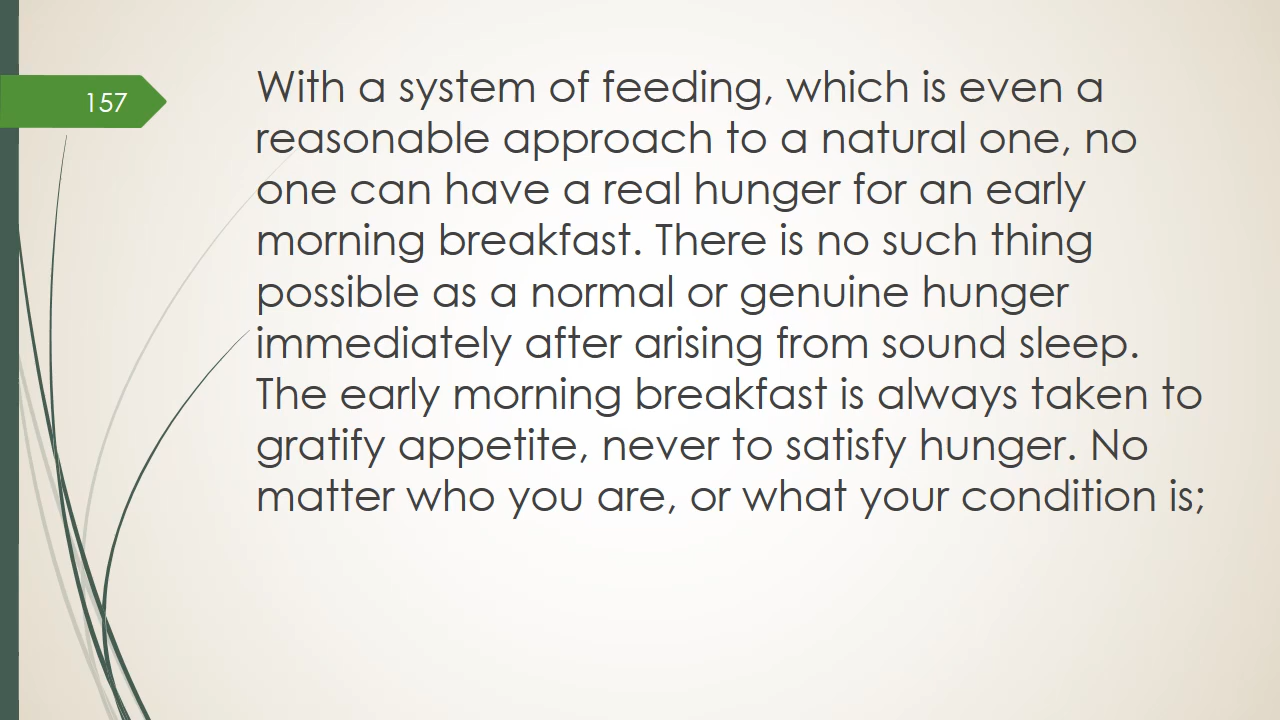 157
With a system of feeding, which is even a
reasonable approach to a natural one, no
one can have a real hunger for an early
morning breakfast. There is no such thing
possible as a normal or genuine hunger
immediately after arising from sound sleep.
The early morning breakfast is always taken to
gratify appetite, never to satisfy hunger. No
matter who you are, or what your condition is;